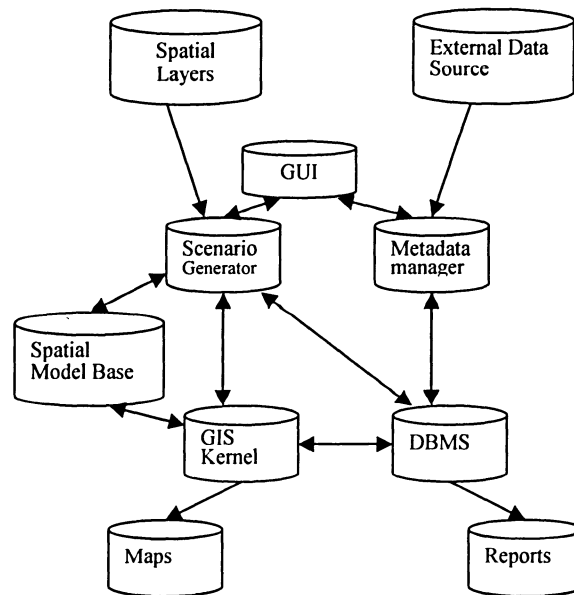 Spatial
Layers
External Data
Source
GUI
Scenario
Generator
Metadata
manager
Spatial
Model Base
GIS
Kernel
DBMS
Maps
Reports